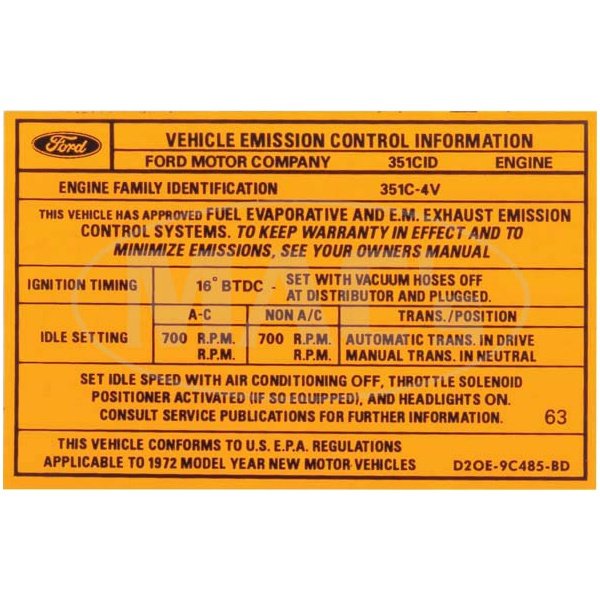 Ford
VEHICLE EMISSION CONTROL INFORMATION
FORD MOTOR COMPANY 351CID ENGINE
ENGINE FAMILY IDENTIFICATION 351C-4V
THIS VEHICLE HAS APPROVED FUEL EVAPORATIVE AND E.M. EXHAUST EMISSION
CONTROL SYSTEMS. TO KEEP WARRANTY IN EFFECT AND TO
MINIMIZE EMISSIONS, SEE YOUR OWNERS MANUAL
IGNITION TIMING 16° BTDC - SET WITH VACUUM HOSES OFF
AT DISTRIBUTOR AND PLUGGED.
A-C NON A/C TRANS./POSITION
IDLE SETTING 700 R.P.M. 700 R.P.M. AUTOMATIC TRANS. IN DRIVE
R.P.M. R.P.M. MANUAL TRANS. IN NEUTRAL
SET IDLE SPEED WITH AIR CONDITIONING OFF, THROTTLE SOLENOID
POSITIONER ACTIVATED (IF SO EQUIPPED), AND HEADLIGHTS ON.
CONSULT SERVICE PUBLICATIONS FOR FURTHER INFORMATION. 63
THIS VEHICLE CONFORMS TO U.S. E.P.A. REGULATIONS
APPLICABLE TO 1972 MODEL YEAR NEW MOTOR VEHICLES D2OE-9C485-BD